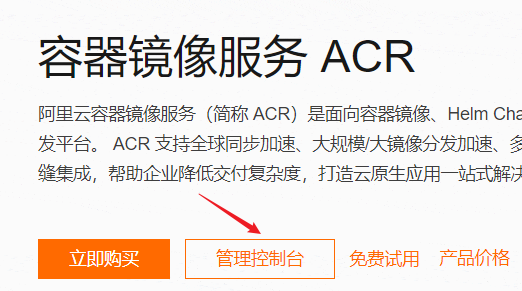 容器镜像服务 ACR
阿里云容器镜像服务（简称 ACR）是面向容器镜像、Helm Cha
发平台。 ACR 支持全球同步加速、大规模/大镜像分发加速、多
缝集成，帮助企业降低交付复杂度，打造云原生应用一站式解决
立即购买 管理控制台 免费试用 产品价格